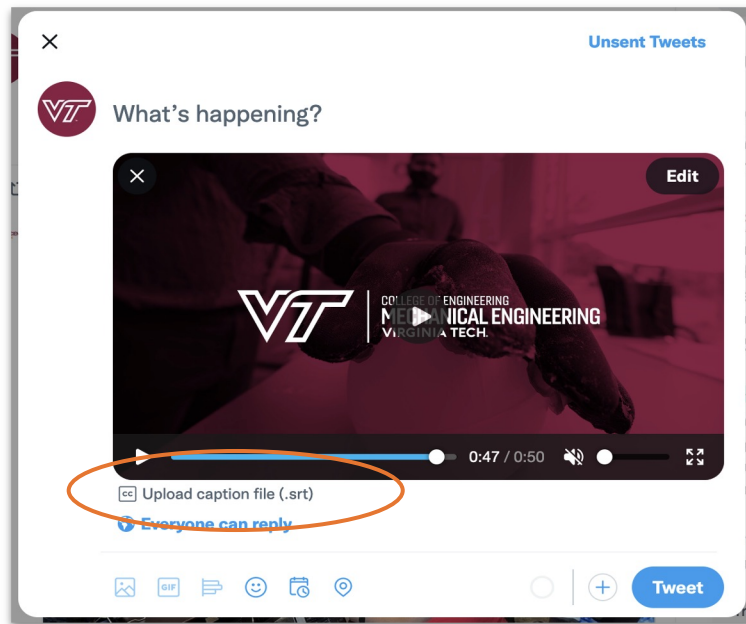 Unsent Tweets
VT
What's happening?
Edit
VT
COLLEGE OF ENGINEERING
MECHANICAL ENGINEERING
VIRGINIA TECH.
0:47 / 0:50
CC Upload caption file (.srt)
Everyone can reply
GIF
Tweet